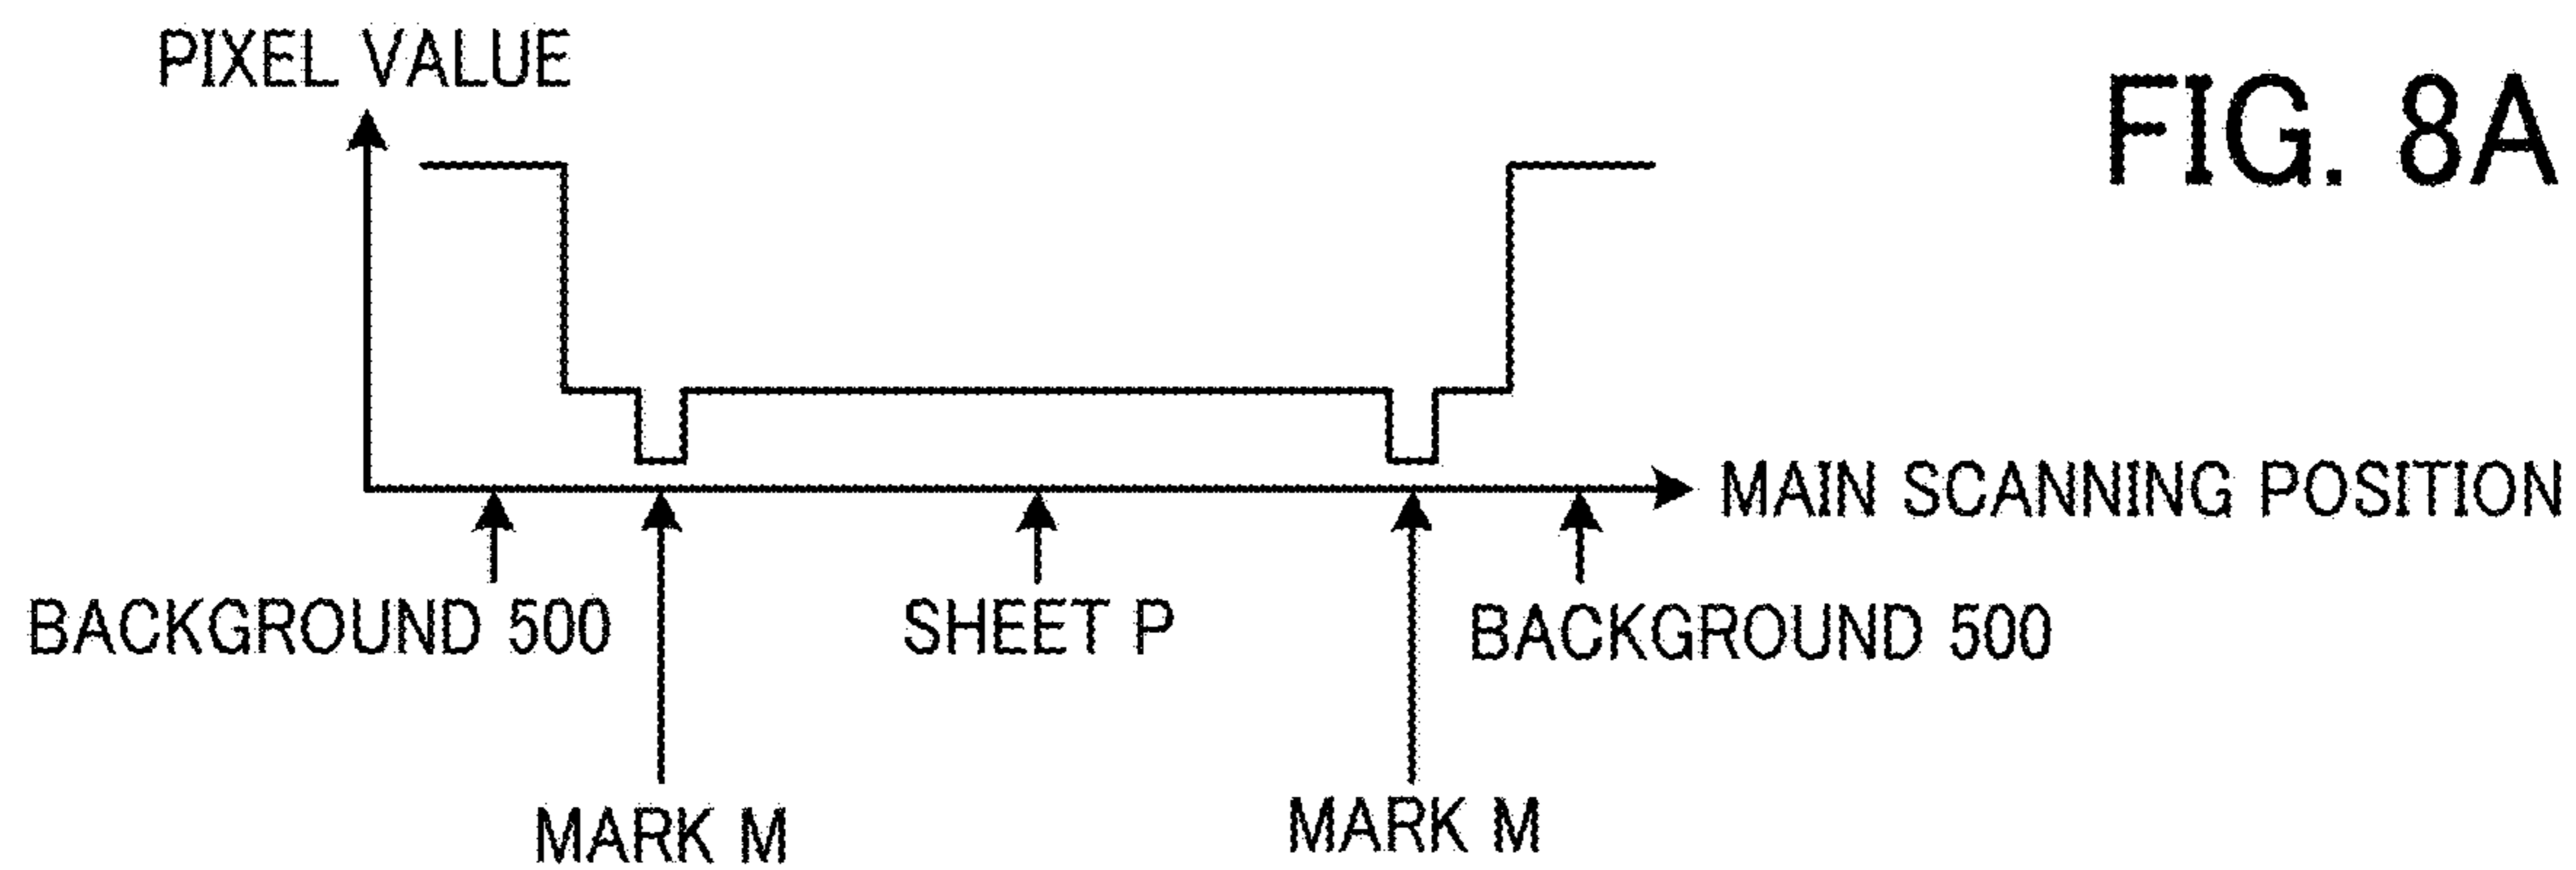 PIXEL VALUE
FIG. 8A
MAIN SCANNING POSITION
BACKGROUND 500
SHEET P
BACKGROUND 500
MARK M
MARK M